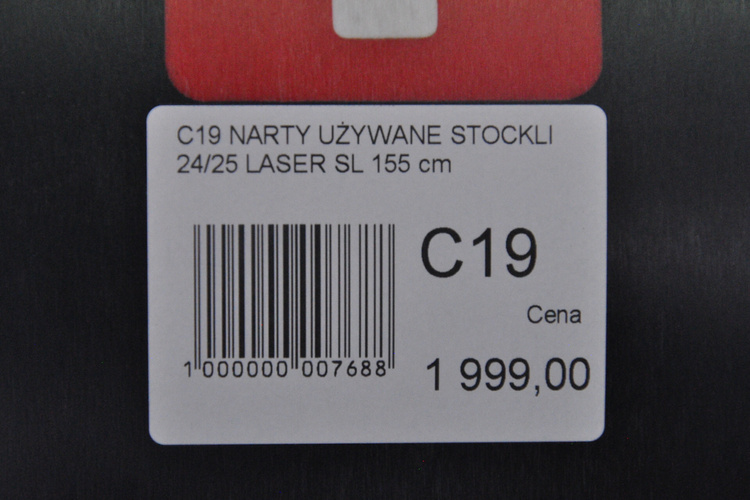 C19 NARTY UŻYWANE STOCKLI
24/25 LASER SL 155 cm
C19
Cena
1 000000 007688
1 999,00